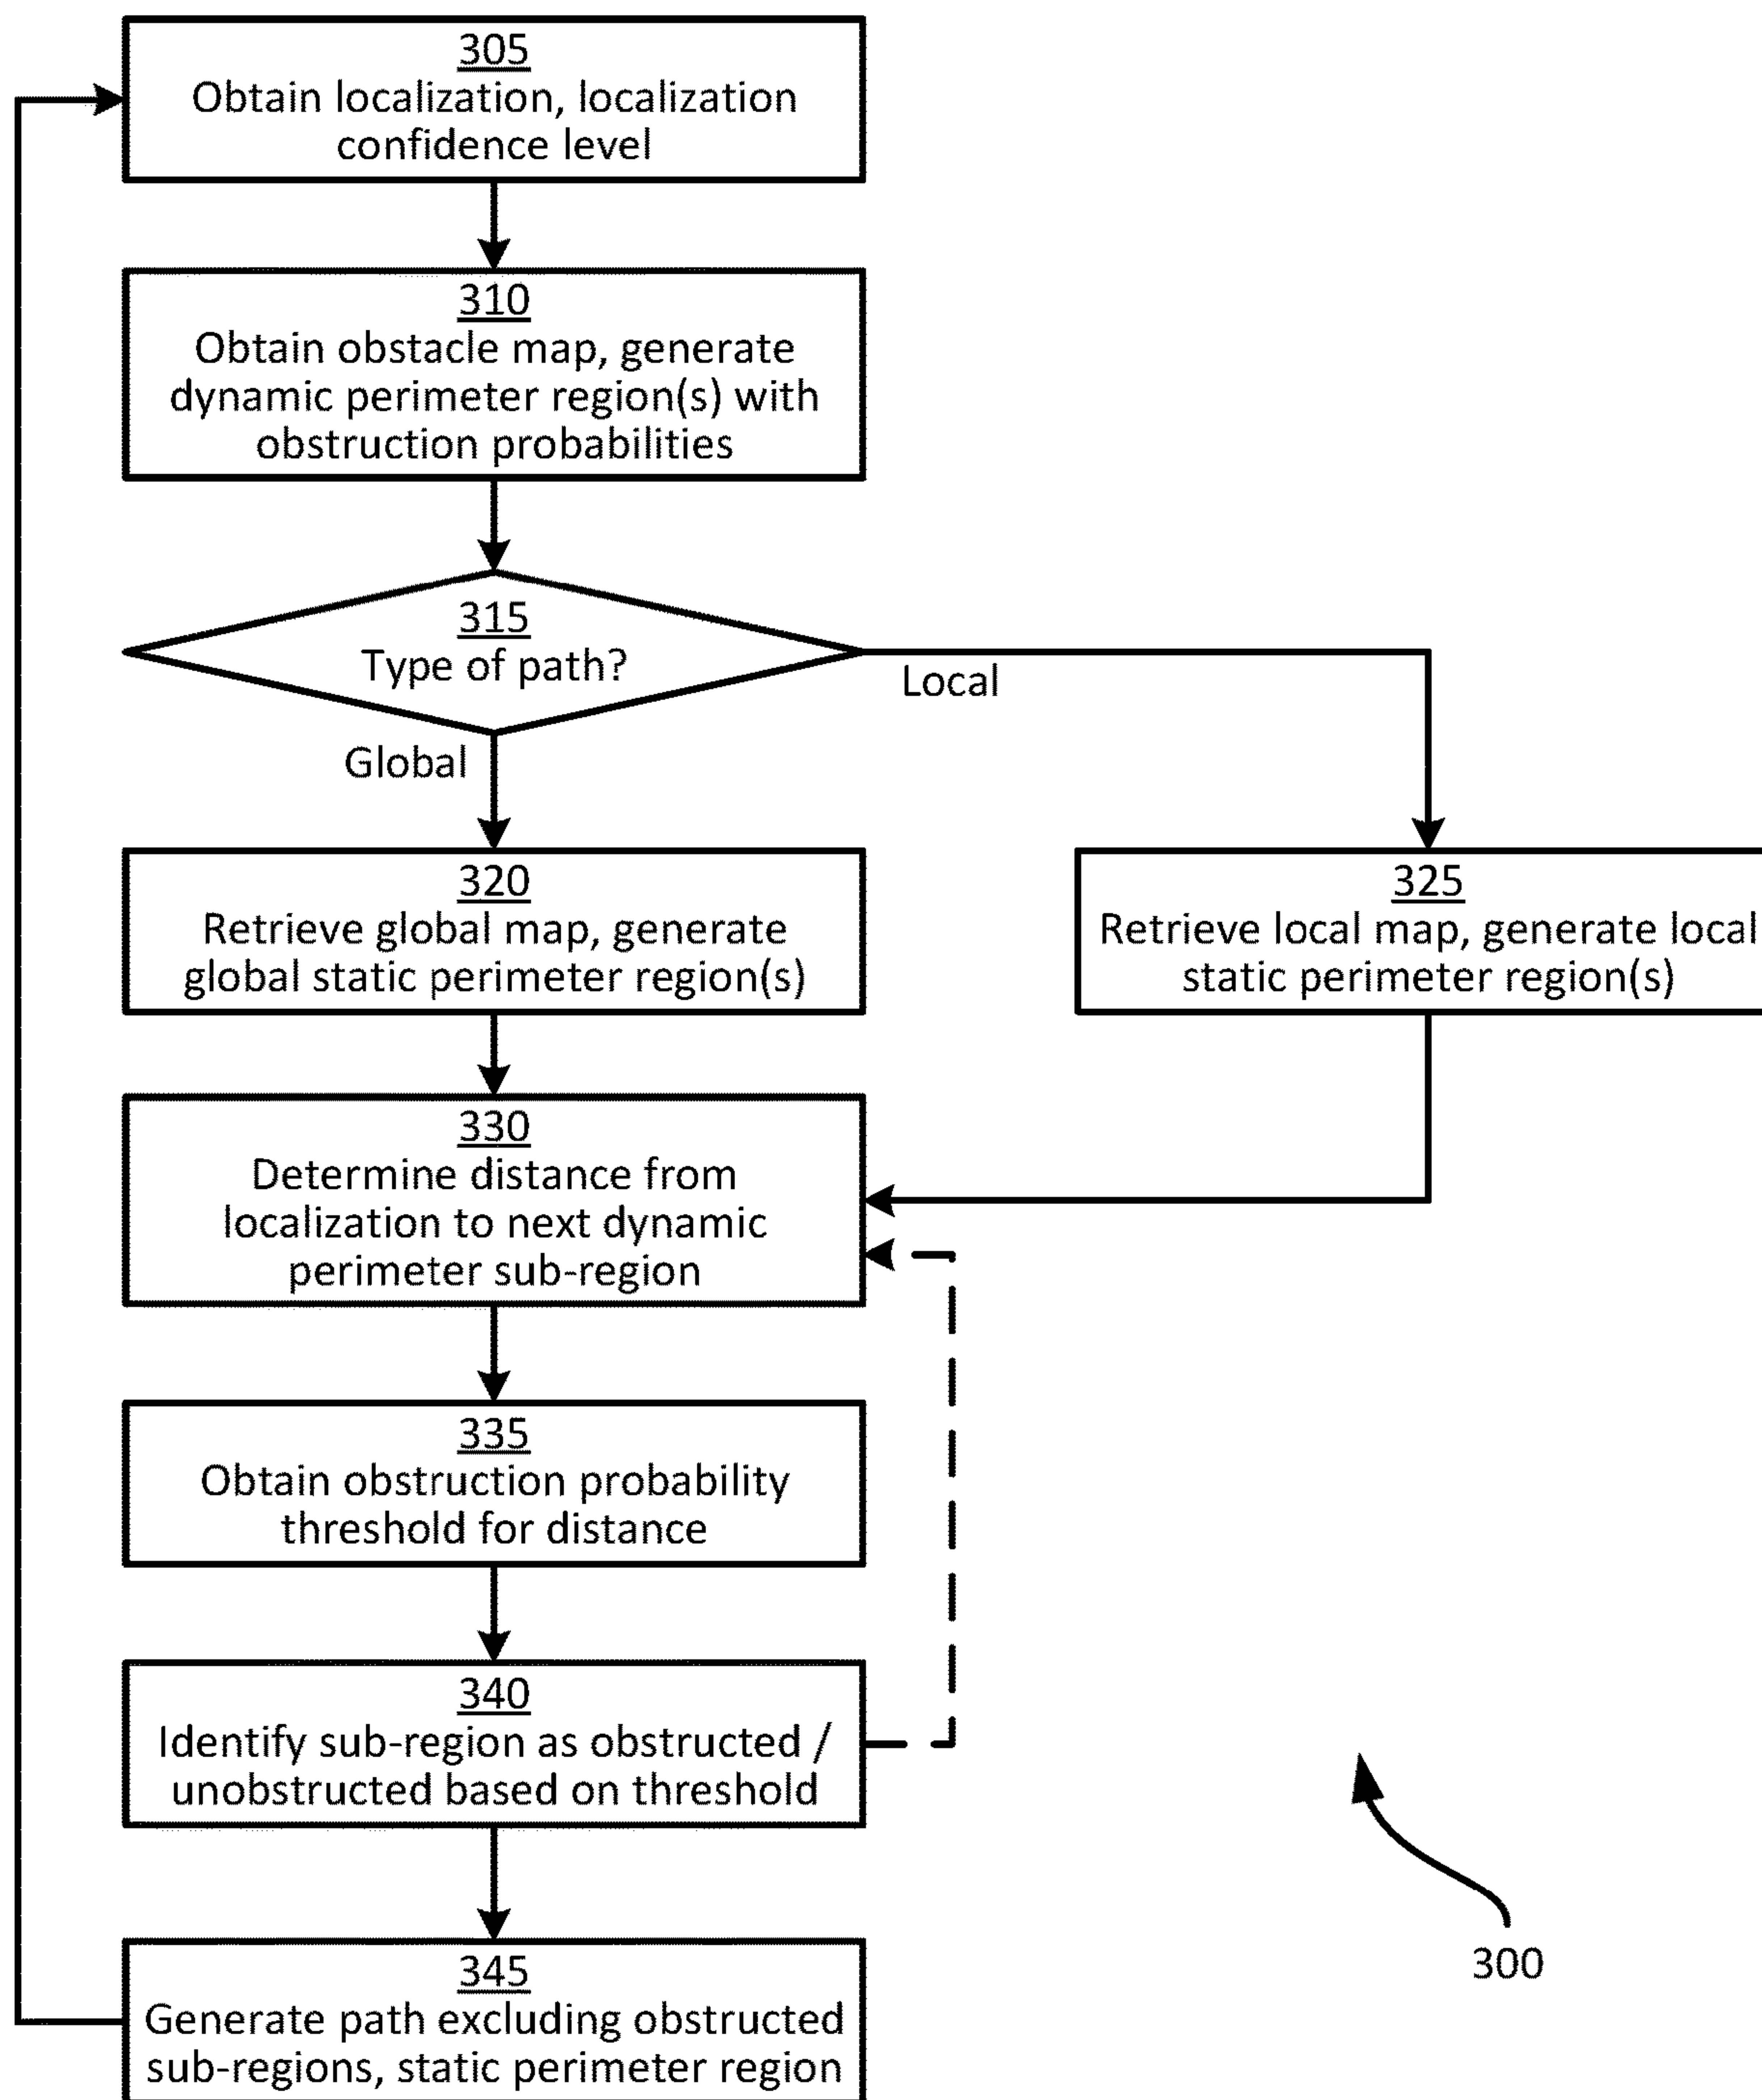 305
Obtain localization, localization
confidence level
310
Obtain obstacle map, generate
dynamic perimeter region(s) with
obstruction probabilities
315
Type of path?
Local
Global
320
Retrieve global map, generate
global static perimeter region(s)
325
Retrieve local map, generate local
static perimeter region(s)
330
Determine distance from
localization to next dynamic
perimeter sub-region
335
Obtain obstruction probability
threshold for distance
340
Identify sub-region as obstructed /
unobstructed based on threshold
345
Generate path excluding obstructed
sub-regions, static perimeter region
300